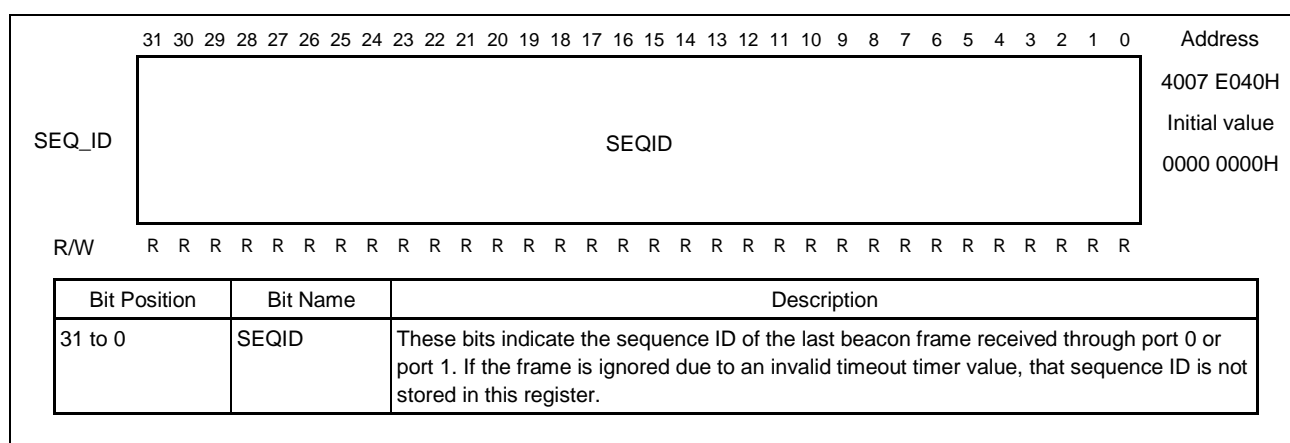 31 30 29 28 27 26 25 24 23 22 21 20 19 18 17 16 15 14 13 12 11 10 9 8 7 6 5 4 3 2 1 0 Address
4007 E040H
SEQ_ID SEQID Initial value
0000 0000H
R/W R R R R R R R R R R R R R R R R R R R R R R R R R R R R R R R R
Bit Position Bit Name Description
31 to 0 SEQID These bits indicate the sequence ID of the last beacon frame received through port 0 or
port 1. If the frame is ignored due to an invalid timeout timer value, that sequence ID is not
stored in this register.